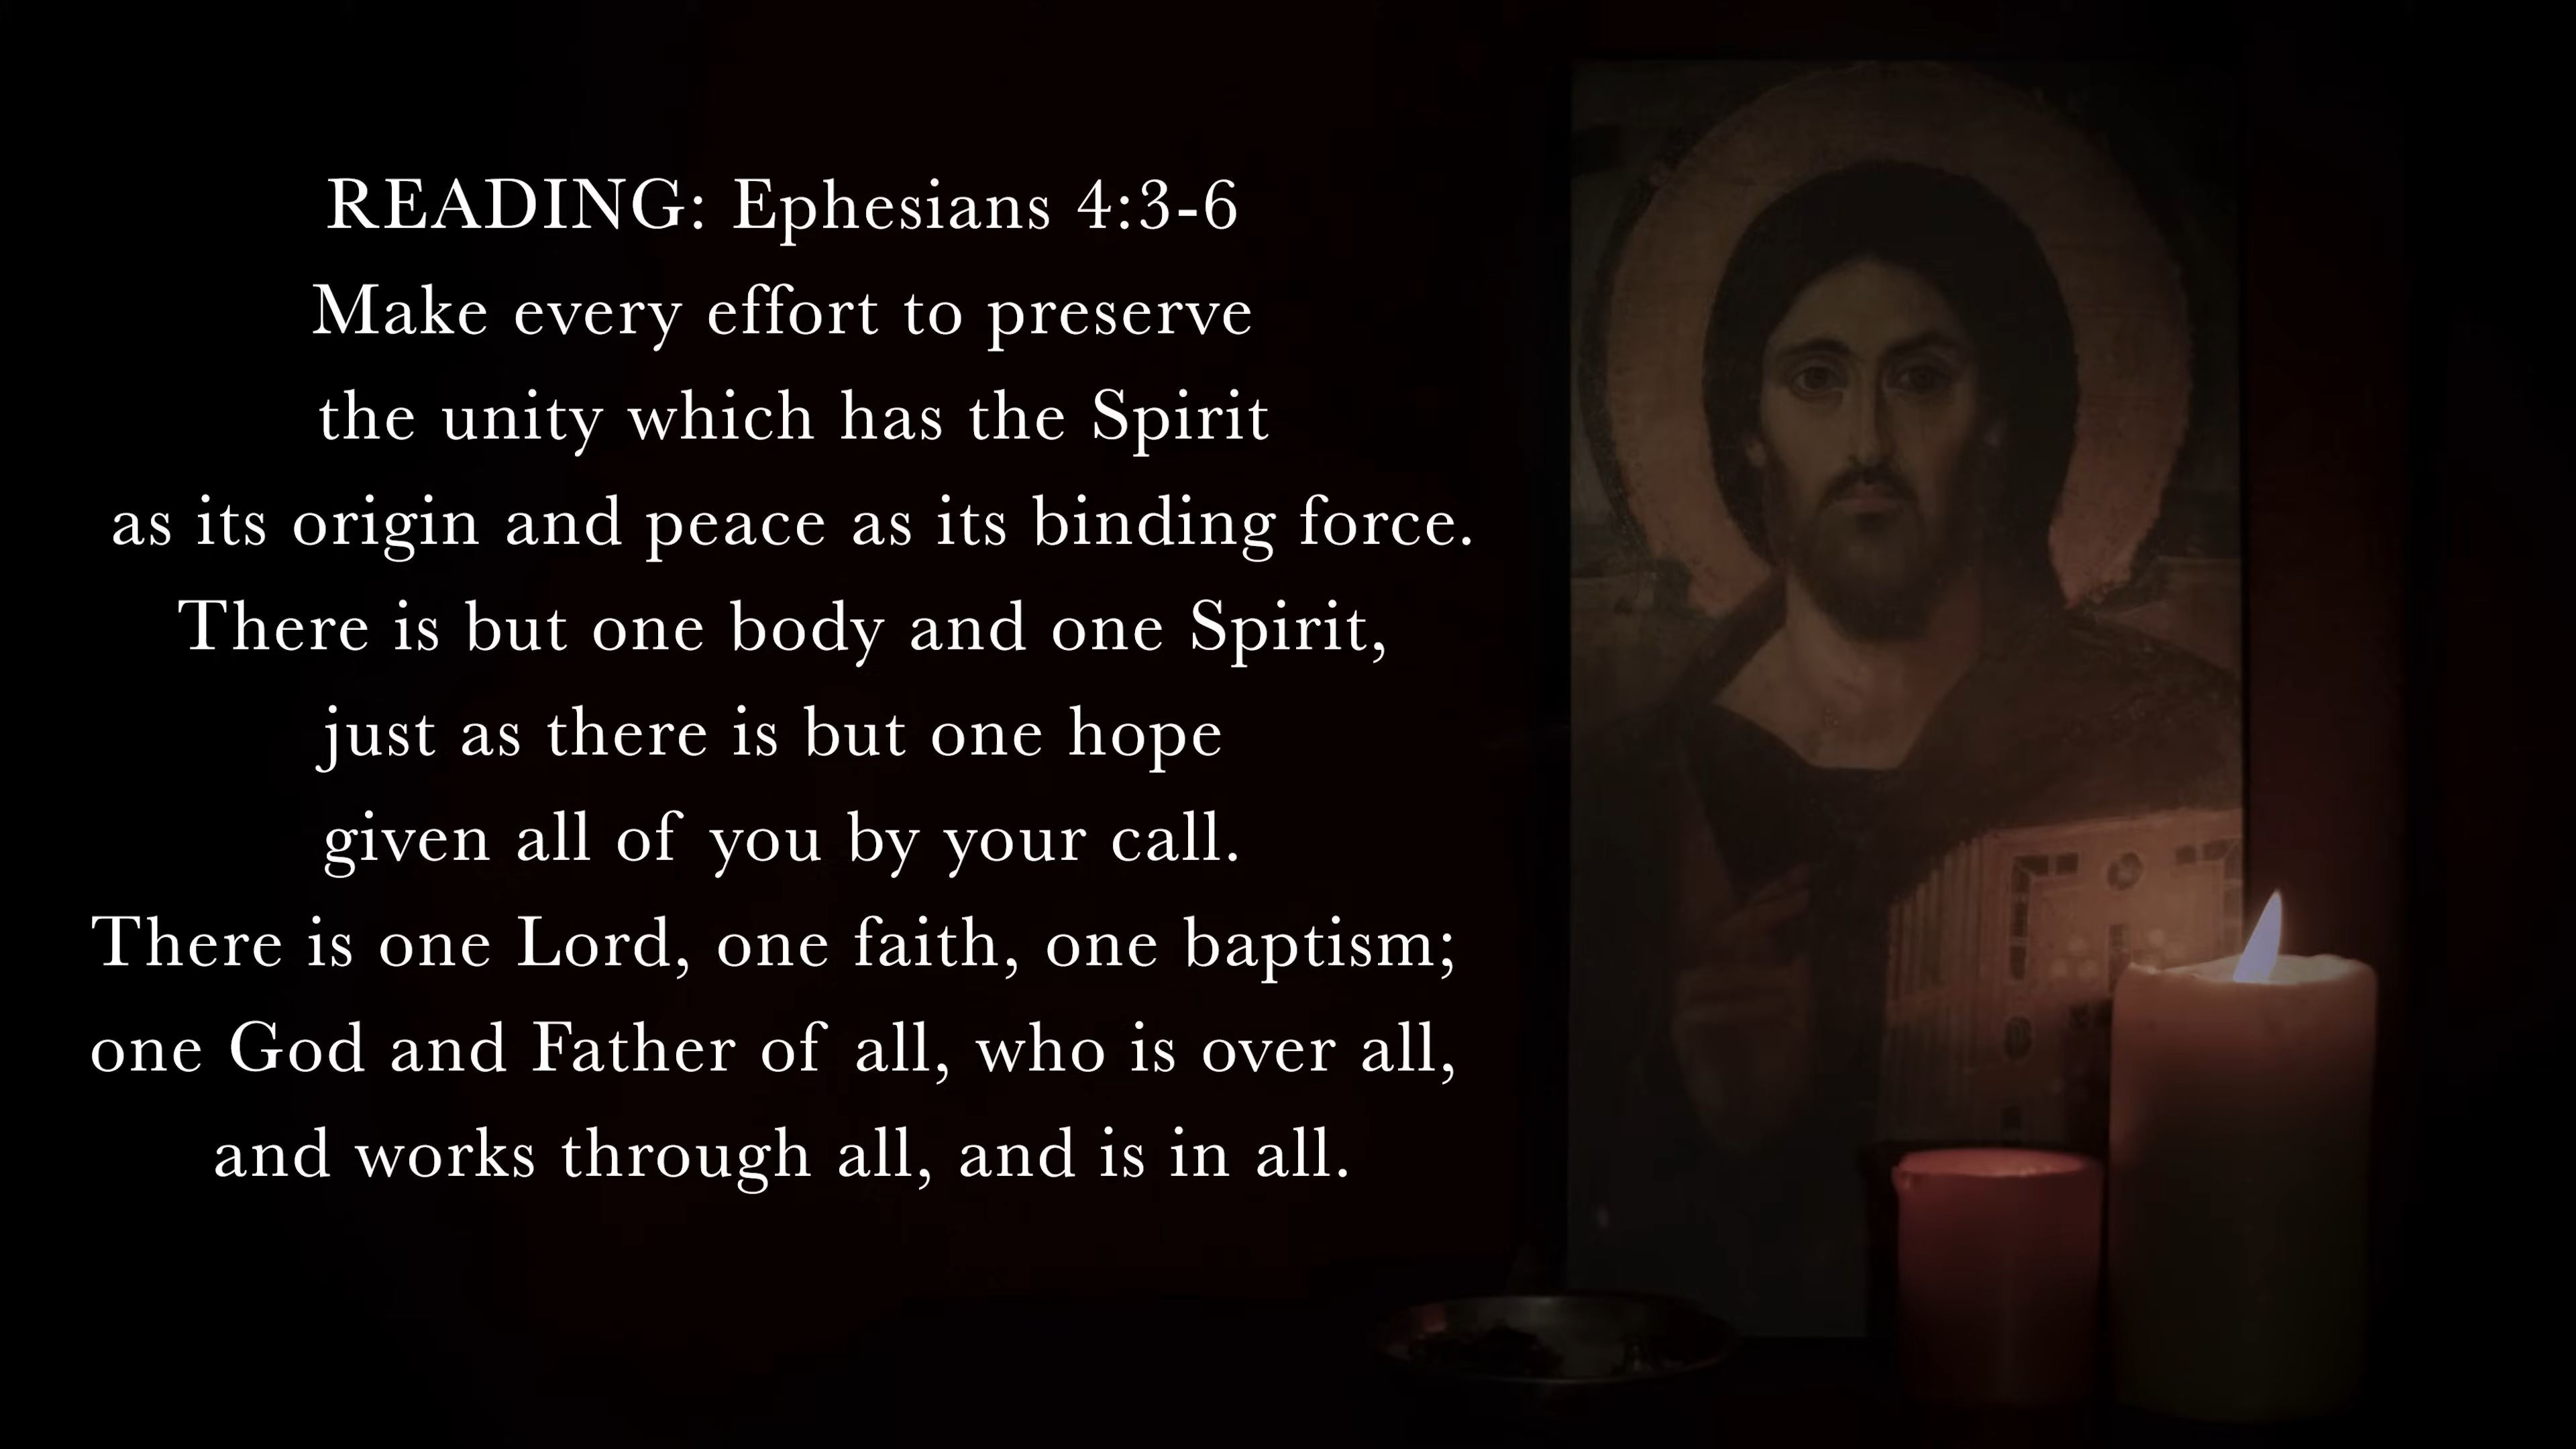 READING: Ephesians 4:3-6
Make every effort to preserve
the unity which has the Spirit
as its origin and peace as its binding force.
There is but one body and one Spirit,
just as there is but one hope
given all of you by your call.
There is one Lord, one faith, one baptism;
one God and Father of all, who is over all,
and works through all, and is in all.